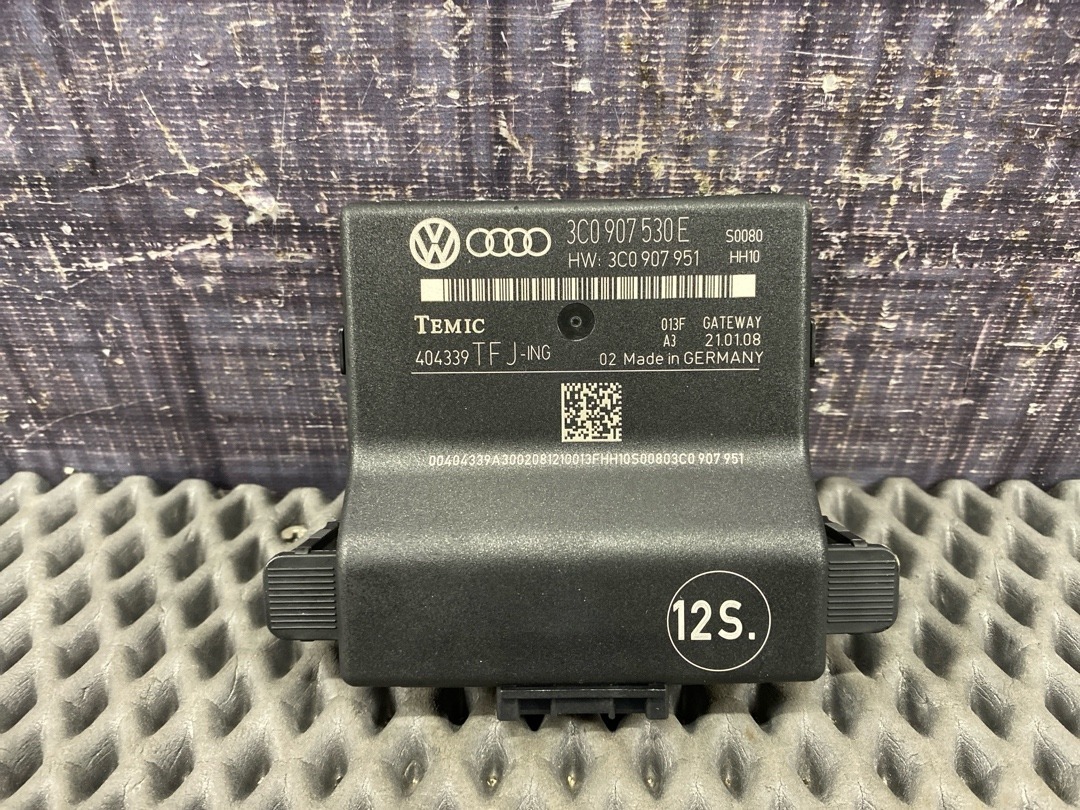 3C0 907 530 E S0080
HW: 3C0 907 951 HH10
TEMIC 013F GATEWAY
A3 21.01.08
404339 TFJ-ING 02 Made in GERMANY
00404339A3002081210013FHH10S00803C0 907 951
12S.